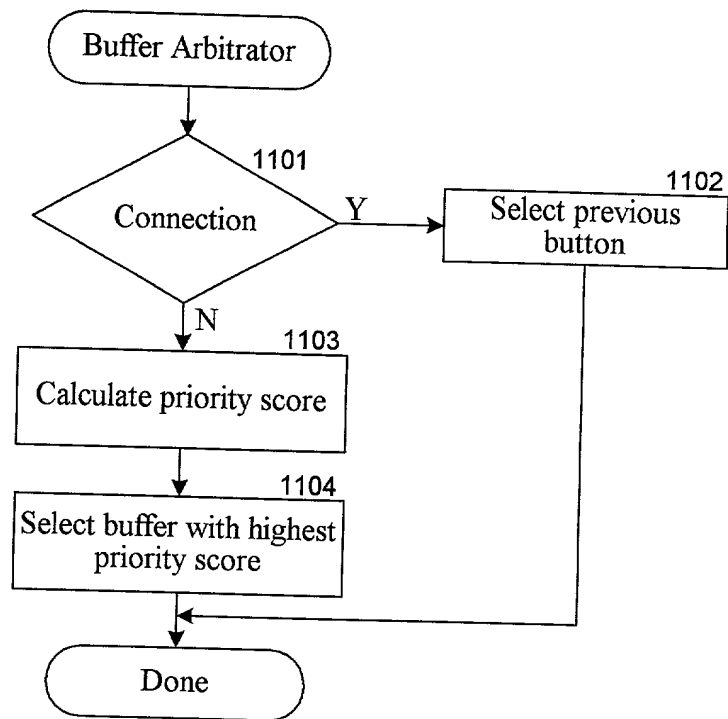 Buffer Arbitrator
1101
Connection
Y
1102
Select previous
button
N
1103
Calculate priority score
1104
Select buffer with highest
priority score
Done